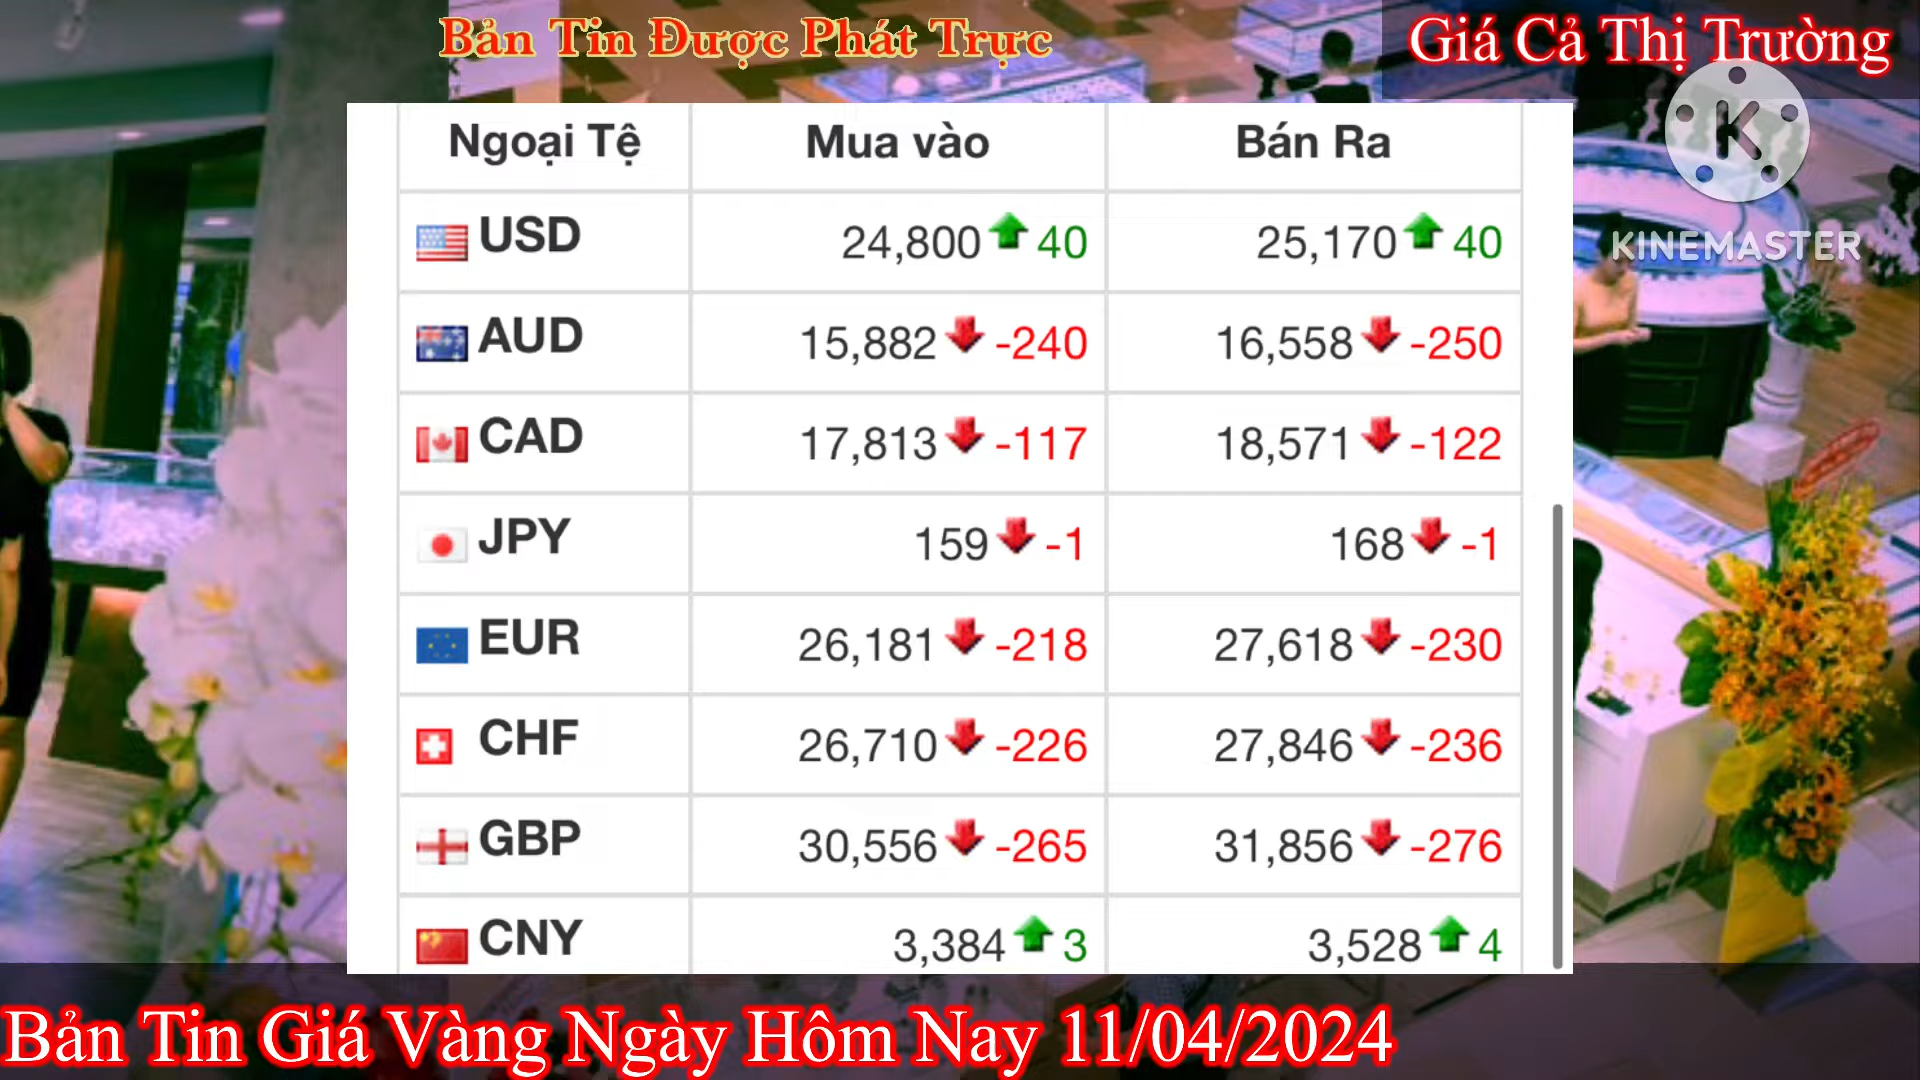 Bản Tin Được Phát Trực
Giá Cả Thị Trường
K
KINEMASTER
Ngoại Tệ Mua vào Bán Ra
USD 24,800 40 25,170 40
AUD 15,882 -240 16,558 -250
CAD 17,813 -117 18,571 -122
JPY 159 -1 168 -1
EUR 26,181 -218 27,618 -230
CHF 26,710 -226 27,846 -236
GBP 30,556 -265 31,856 -276
CNY 3,384 3 3,528 4
Bản Tin Giá Vàng Ngày Hôm Nay 11/04/2024